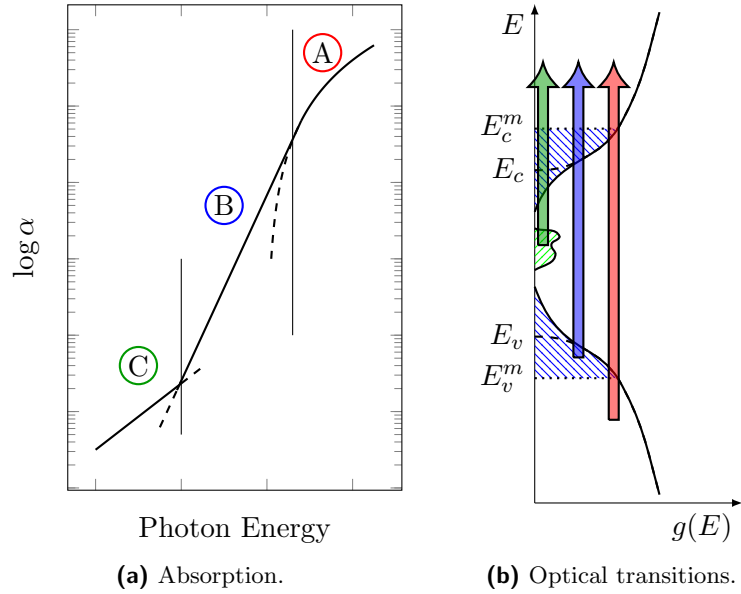 A
B
C
log α
Photon Energy
(a) Absorption.
E
E_c^m
E_c
E_v
E_v^m
g(E)
(b) Optical transitions.